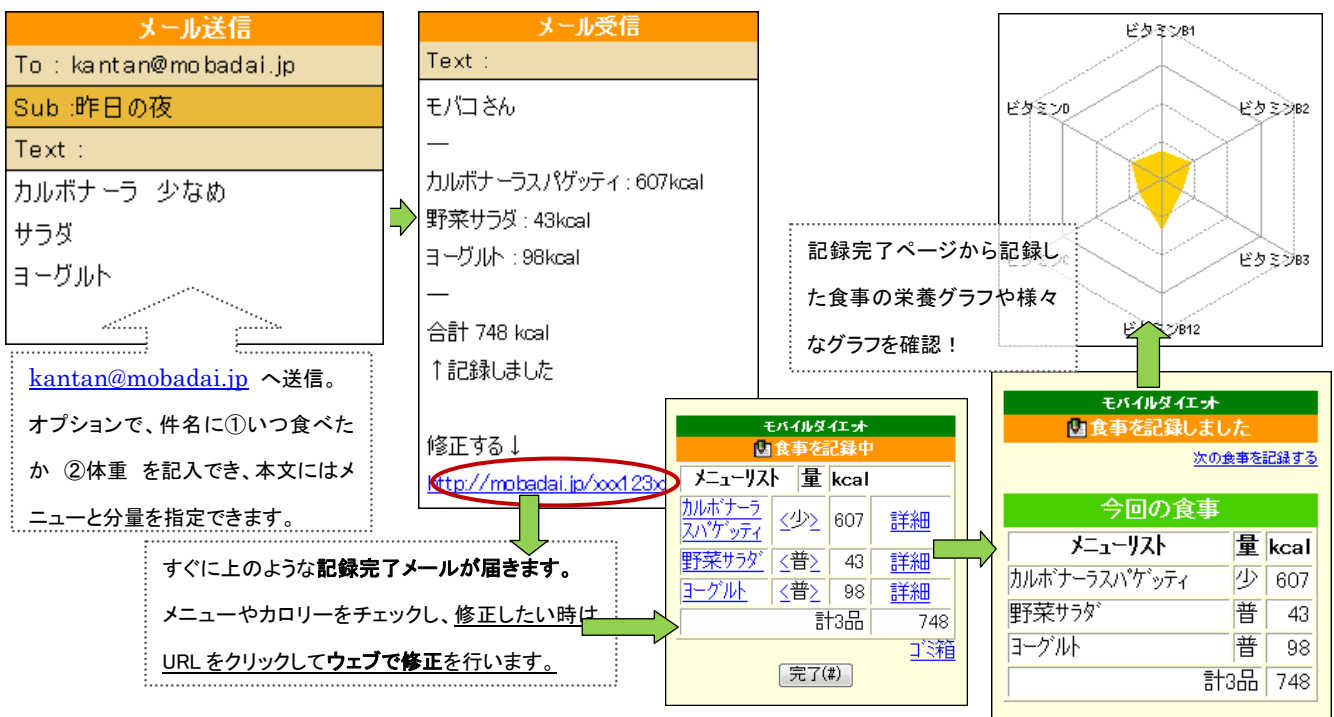 メール送信
To : kantan@mobadai.jp
Sub :昨日の夜
Text :
カルボナーラ 少なめ
サラダ
ヨーグルト
kantan@mobadai.jp へ送信。
オプションで、件名に①いつ食べた
か ②体重 を記入でき、本文にはメ
ニューと分量を指定できます。
メール受信
Text :
モバコさん
―
カルボナーラスパゲッティ : 607kcal
野菜サラダ : 43kcal
ヨーグルト : 98kcal
―
合計 748 kcal
↑記録しました
修正する↓
http://mobadai.jp/xxx123x
すぐに上のような記録完了メールが届きます。
メニューやカロリーをチェックし、修正したい時は
URL をクリックしてウェブで修正を行います。
モバイルダイエット
食事を記録中
メニューリスト 量 kcal
カルボナーラ
スパゲッティ <少> 607 詳細
野菜サラダ <普> 43 詳細
ヨーグルト <普> 98 詳細
計3品 748
ゴミ箱
完了(#)
記録完了ページから記録し
た食事の栄養グラフや様々
なグラフを確認！
ビタミンB1
ビタミンD
ビタミンB2
ビタミンB3
ビタミンB12
モバイルダイエット
食事を記録しました
次の食事を記録する
今回の食事
メニューリスト 量 kcal
カルボナーラスパゲッティ 少 607
野菜サラダ 普 43
ヨーグルト 普 98
計3品 748